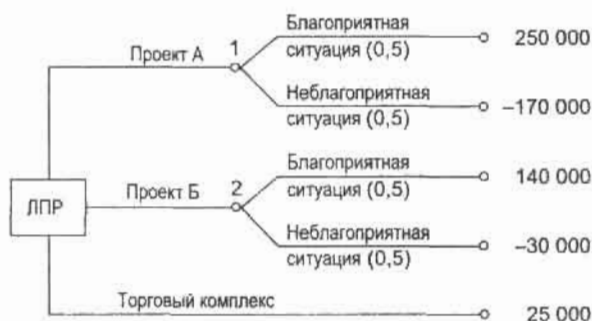 Благоприятная
ситуация (0,5)
250 000
Проект А
1
Неблагоприятная
ситуация (0,5)
–170 000
Благоприятная
ситуация (0,5)
140 000
ЛПР
Проект Б
2
Неблагоприятная
ситуация (0,5)
–30 000
Торговый комплекс
25 000